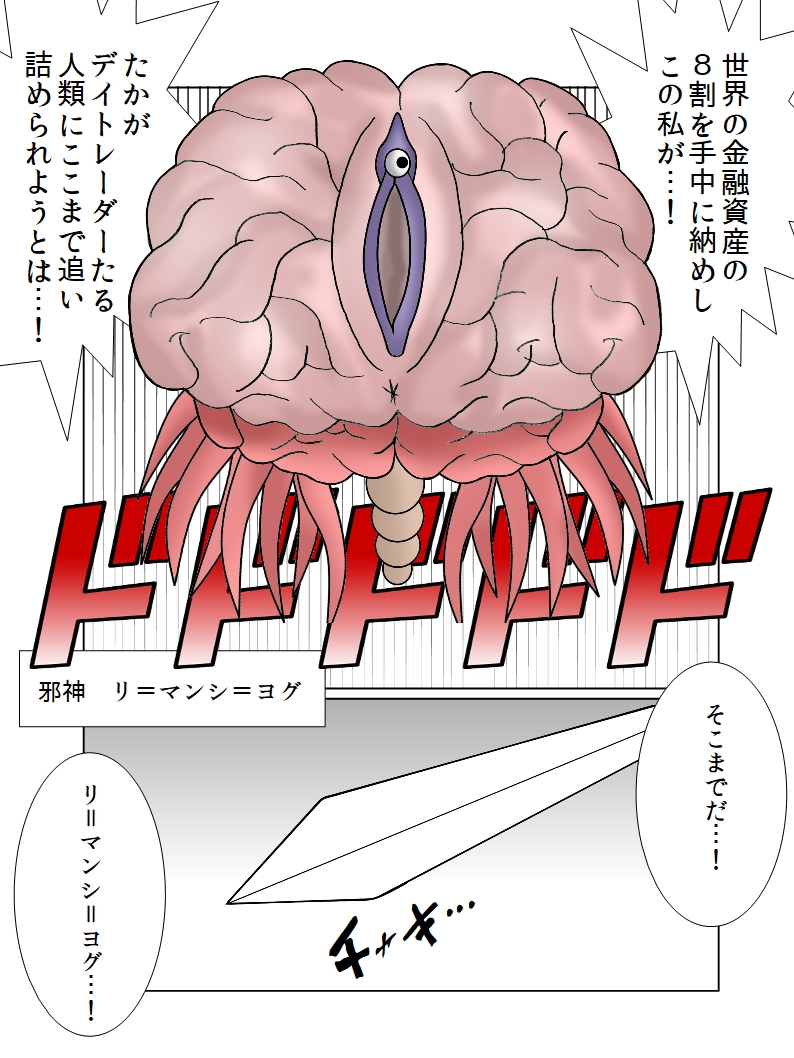 世界の金融資産の
８割を手中に納めし
この私が…！
たかが
デイトレーダーたる
人類にここまで追い
詰められようとは…！
ドドドドド
邪神　リ＝マンシ＝ヨグ
そこまでだ…！
チャキ…
リ＝マンシ＝ヨグ…！